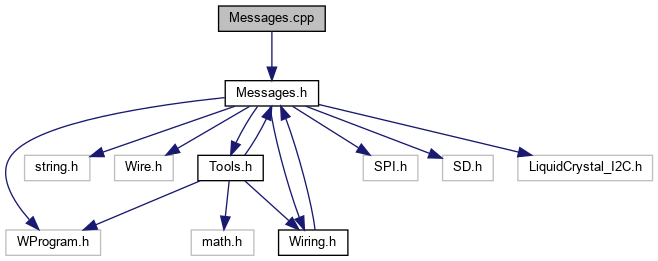 Messages.cpp
Messages.h
string.h
Wire.h
Tools.h
SPI.h
SD.h
LiquidCrystal_I2C.h
WProgram.h
math.h
Wiring.h